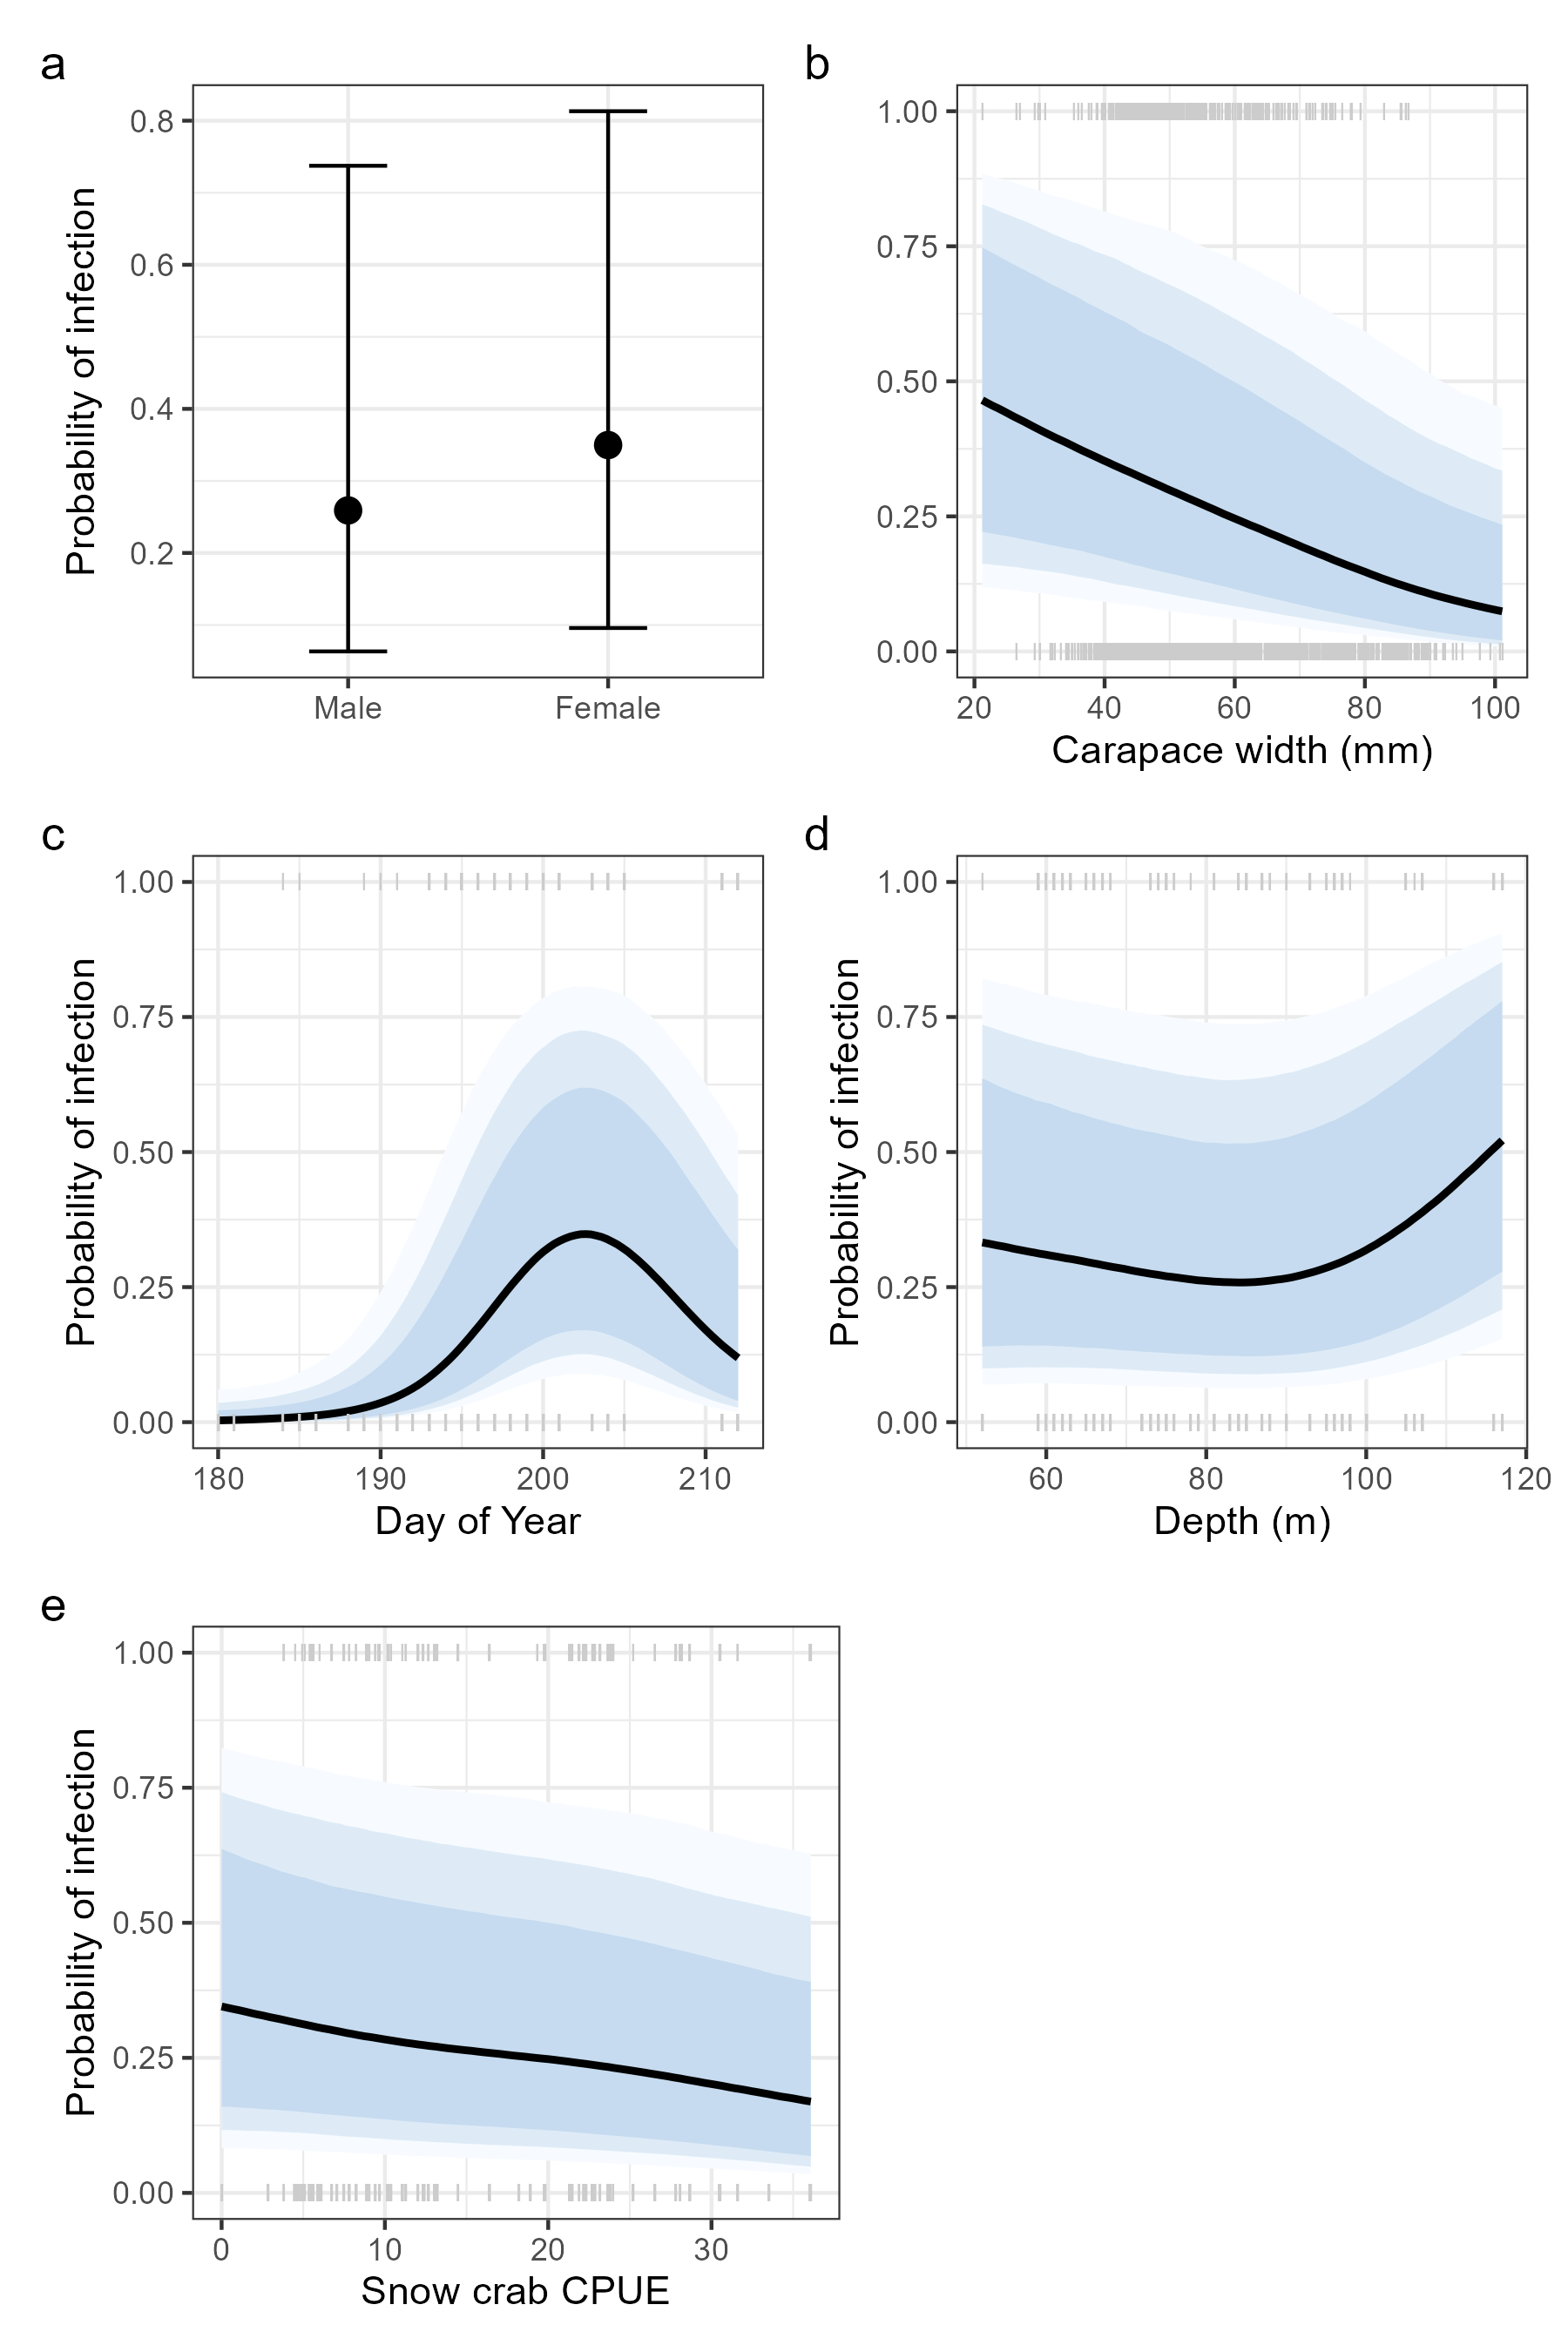 a
Probability of infection
0.8
0.6
0.4
0.2
Male Female
b
Probability of infection
1.00
0.75
0.50
0.25
0.00
20 40 60 80 100
Carapace width (mm)
c
Probability of infection
1.00
0.75
0.50
0.25
0.00
180 190 200 210
Day of Year
d
Probability of infection
1.00
0.75
0.50
0.25
0.00
60 80 100 120
Depth (m)
e
Probability of infection
1.00
0.75
0.50
0.25
0.00
0 10 20 30
Snow crab CPUE